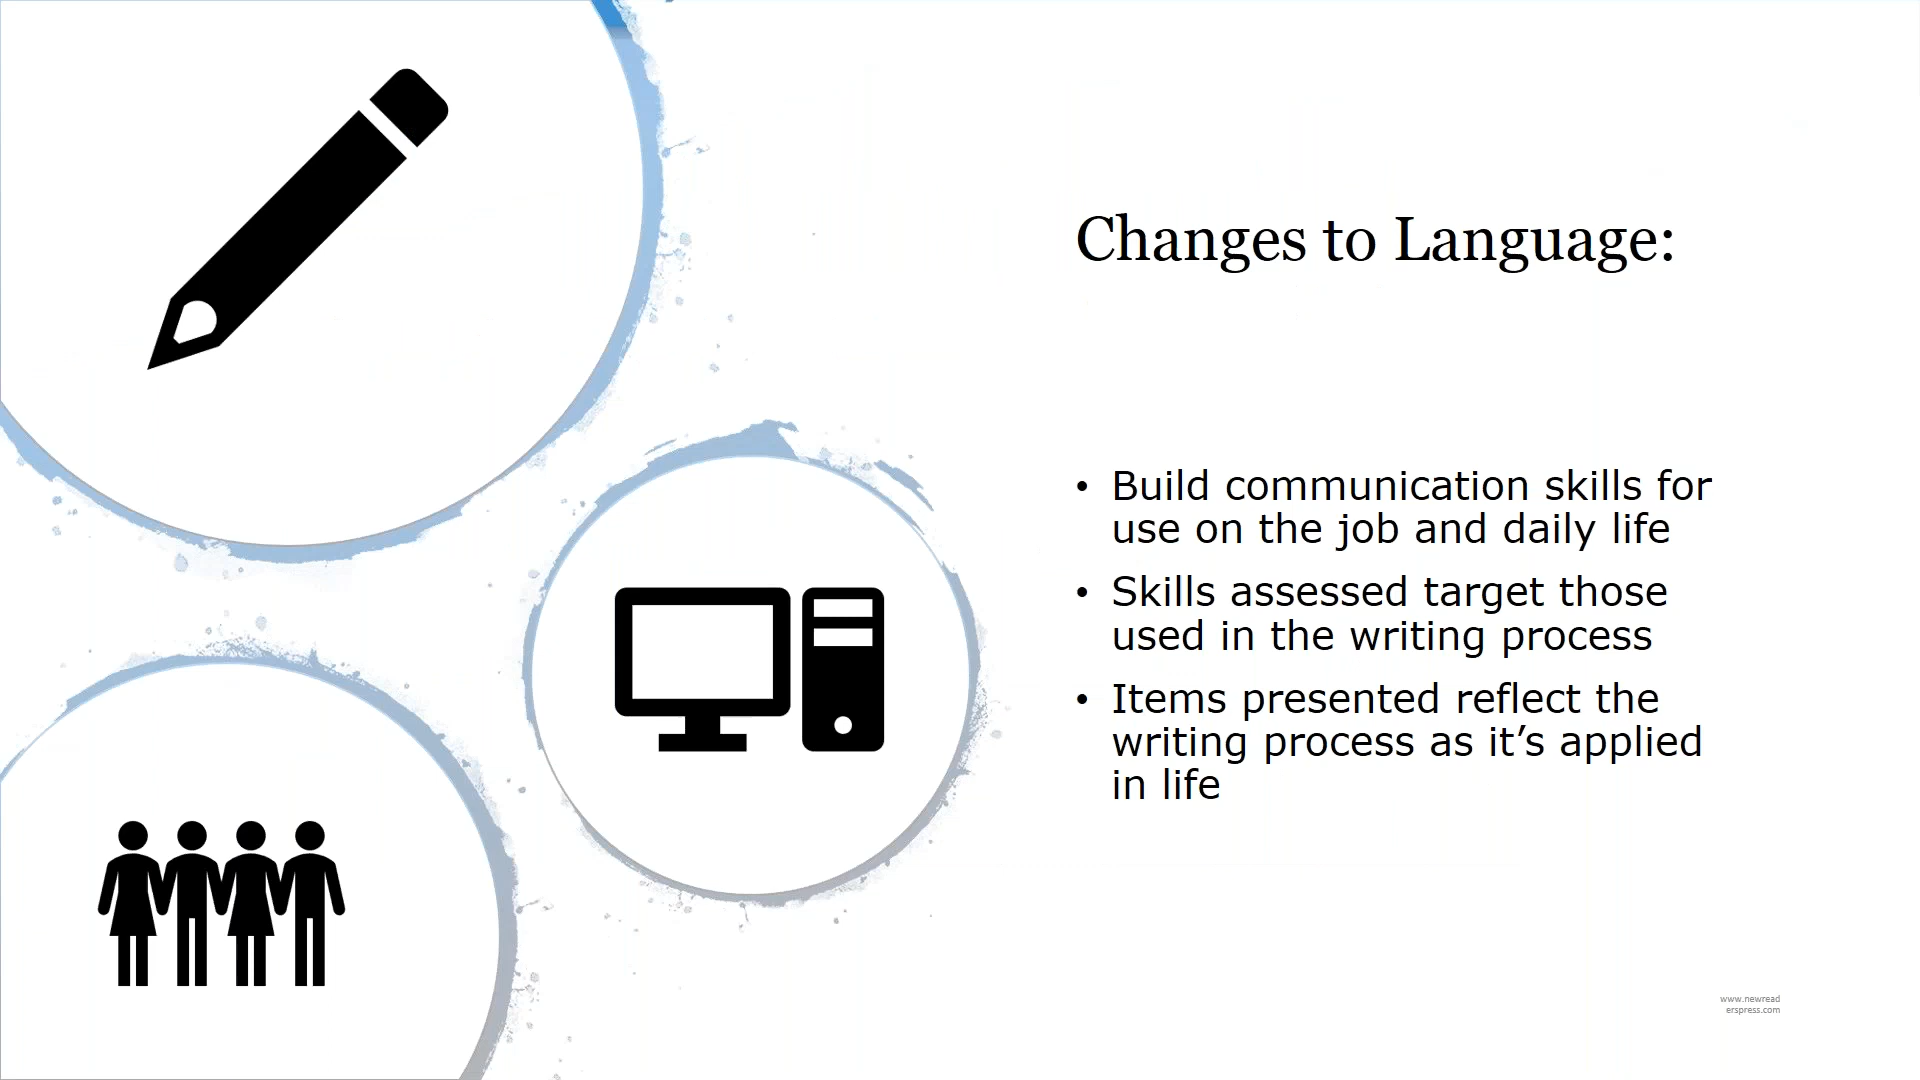 Changes to Language:
• Build communication skills for
use on the job and daily life
• Skills assessed target those
used in the writing process
• Items presented reflect the
writing process as it’s applied
in life
www.newread
erspress.com